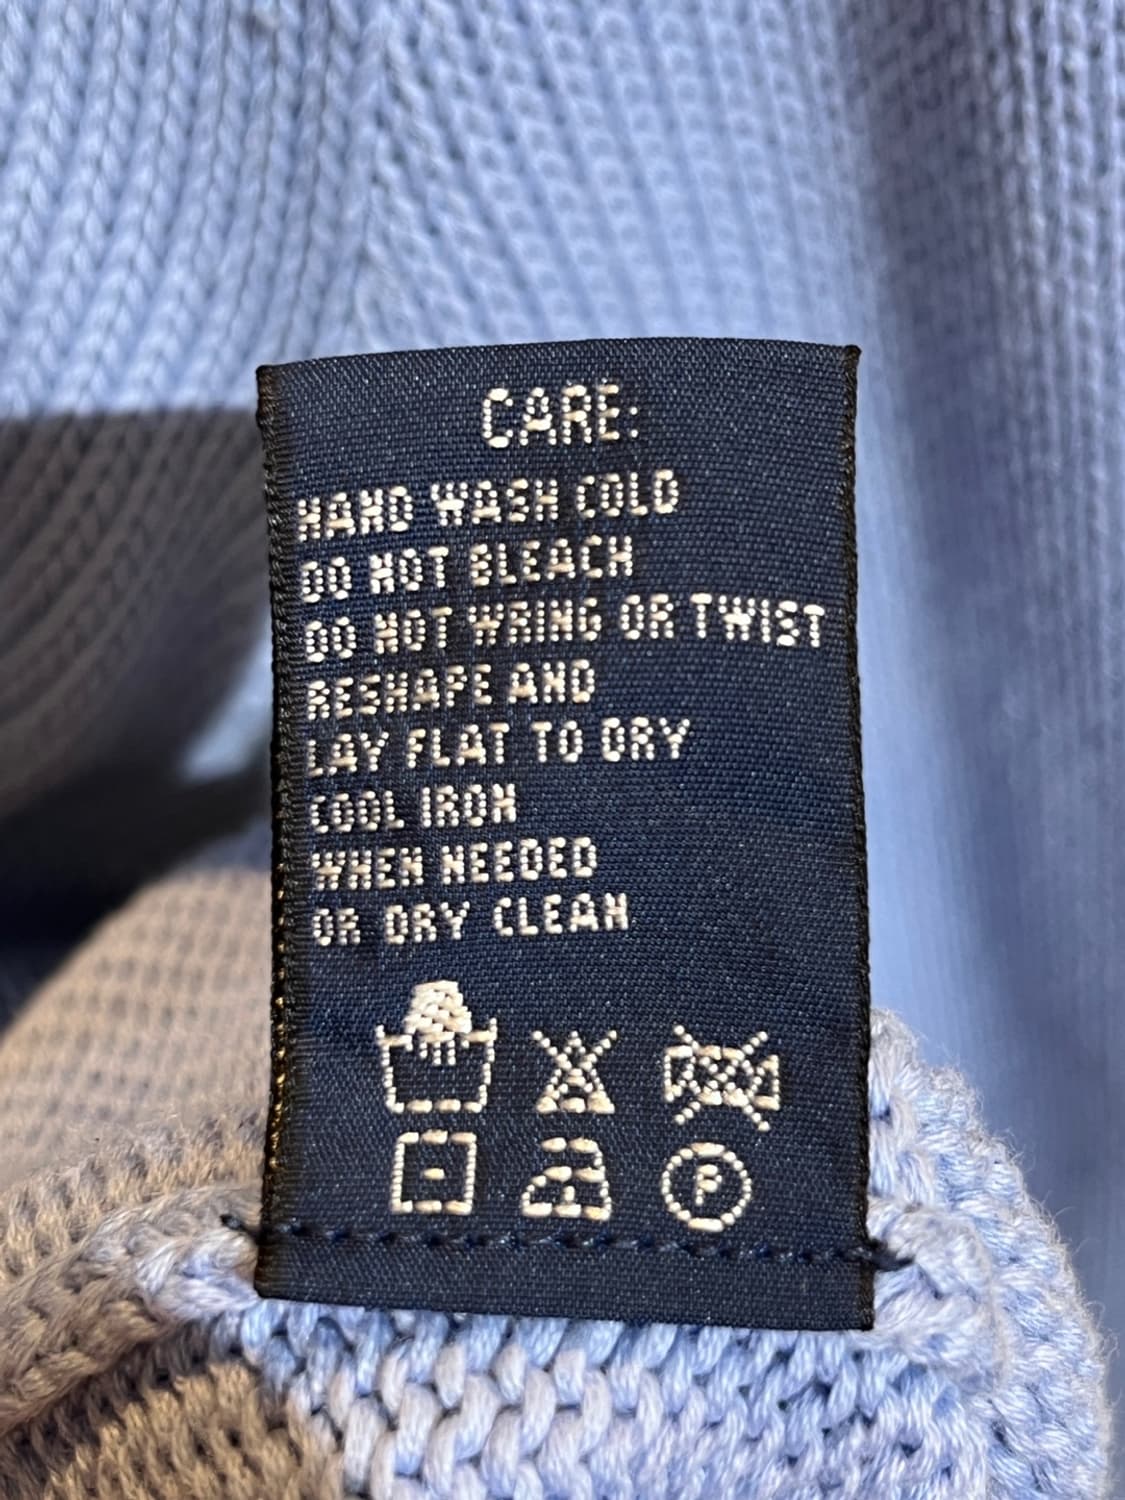 CARE:
HAND WASH COLD
DO NOT BLEACH
DO NOT WRING OR TWIST
RESHAPE AND
LAY FLAT TO DRY
COOL IRON
WHEN NEEDED
OR DRY CLEAN
P